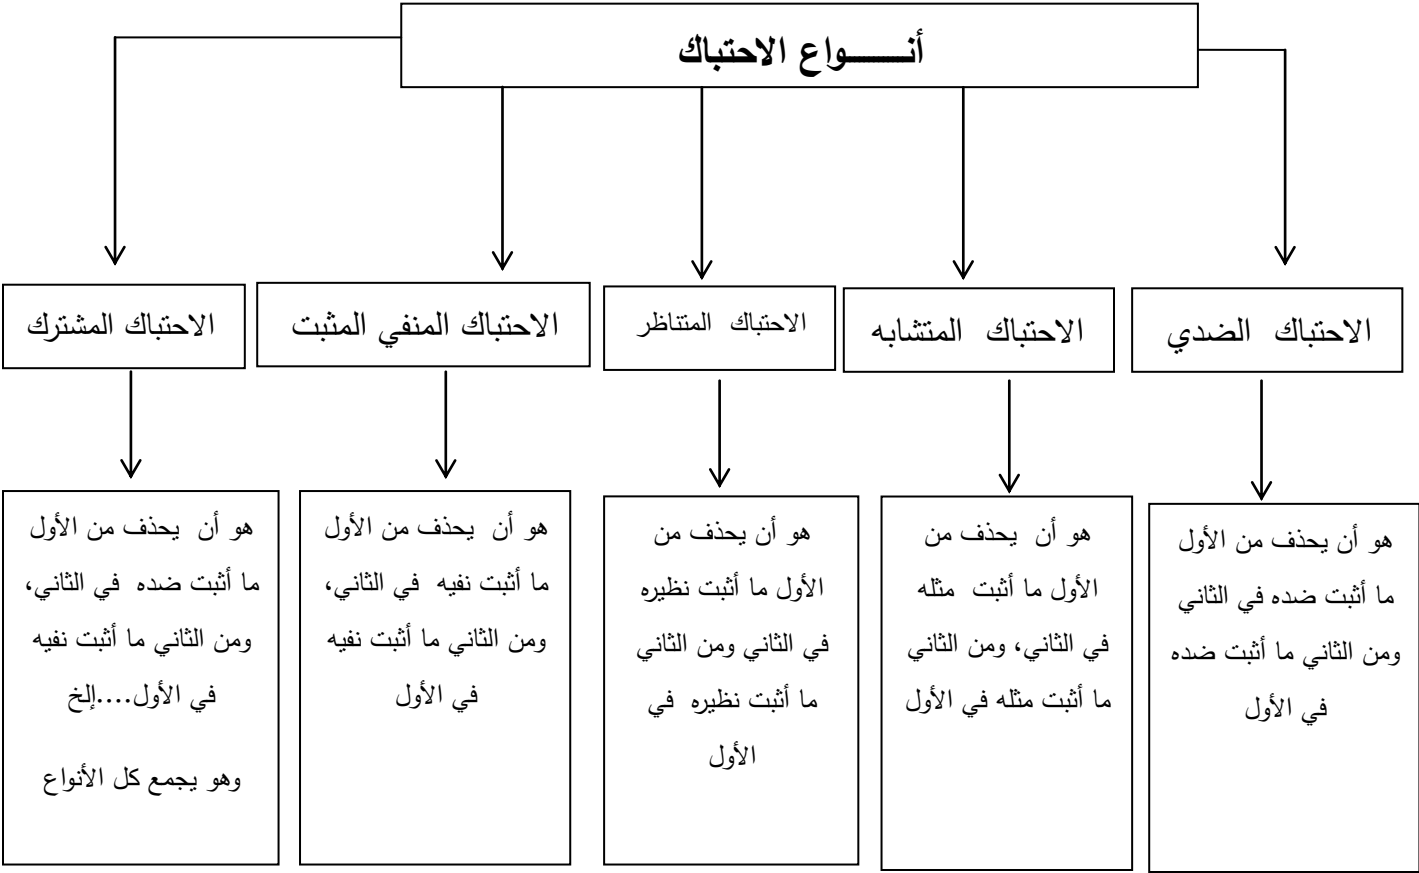 أنـــــواع الاحتباك
الاحتباك الضدي
الاحتباك المتشابه
الاحتباك المتناظر
الاحتباك المنفي المثبت
الاحتباك المشترك
هو أن يحذف من الأول
ما أثبت ضده في الثاني
ومن الثاني ما أثبت ضده
في الأول
هو أن يحذف من
الأول ما أثبت مثله
في الثاني، ومن الثاني
ما أثبت مثله في الأول
هو أن يحذف من
الأول ما أثبت نظيره
في الثاني ومن الثاني
ما أثبت نظيره في
الأول
هو أن يحذف من الأول
ما أثبت نفيه في الثاني،
ومن الثاني ما أثبت نفيه
في الأول
هو أن يحذف من الأول
ما أثبت ضده في الثاني،
ومن الثاني ما أثبت نفيه
في الأول....إلخ
وهو يجمع كل الأنواع